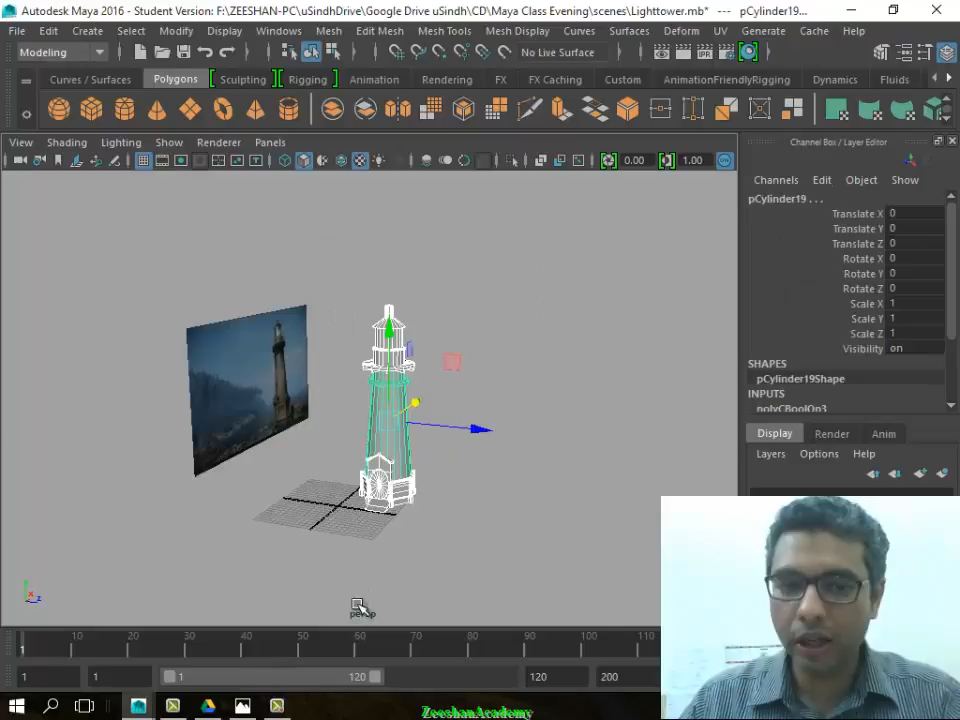 Autodesk Maya 2016 - Student Version: F:\ZEESHAN-PC\uSindhDrive\Google Drive uSindh\CD\Maya Class Evening\scenes\Lighttower.mb* --- pCylinder19...
File Edit Create Select Modify Display Windows Mesh Edit Mesh Mesh Tools Mesh Display Curves Surfaces Deform UV Generate Cache Help
Modeling No Live Surface
Curves / Surfaces Polygons Sculpting Rigging Animation Rendering FX FX Caching Custom AnimationFriendlyRigging Dynamics Fluids
View Shading Lighting Show Renderer Panels
0.00 1.00
Channel Box / Layer Editor
Channels Edit Object Show
pCylinder19 . . .
Translate X 0
Translate Y 0
Translate Z 0
Rotate X 0
Rotate Y 0
Rotate Z 0
Scale X 1
Scale Y 1
Scale Z 1
Visibility on
SHAPES
pCylinder19Shape
INPUTS
polyCBoolOp3
Display Render Anim
Layers Options Help
persp
10 20 30 40 50 60 70 80 90 100 110
1
1 1 1 120 120 200
ZeeshanAcademy